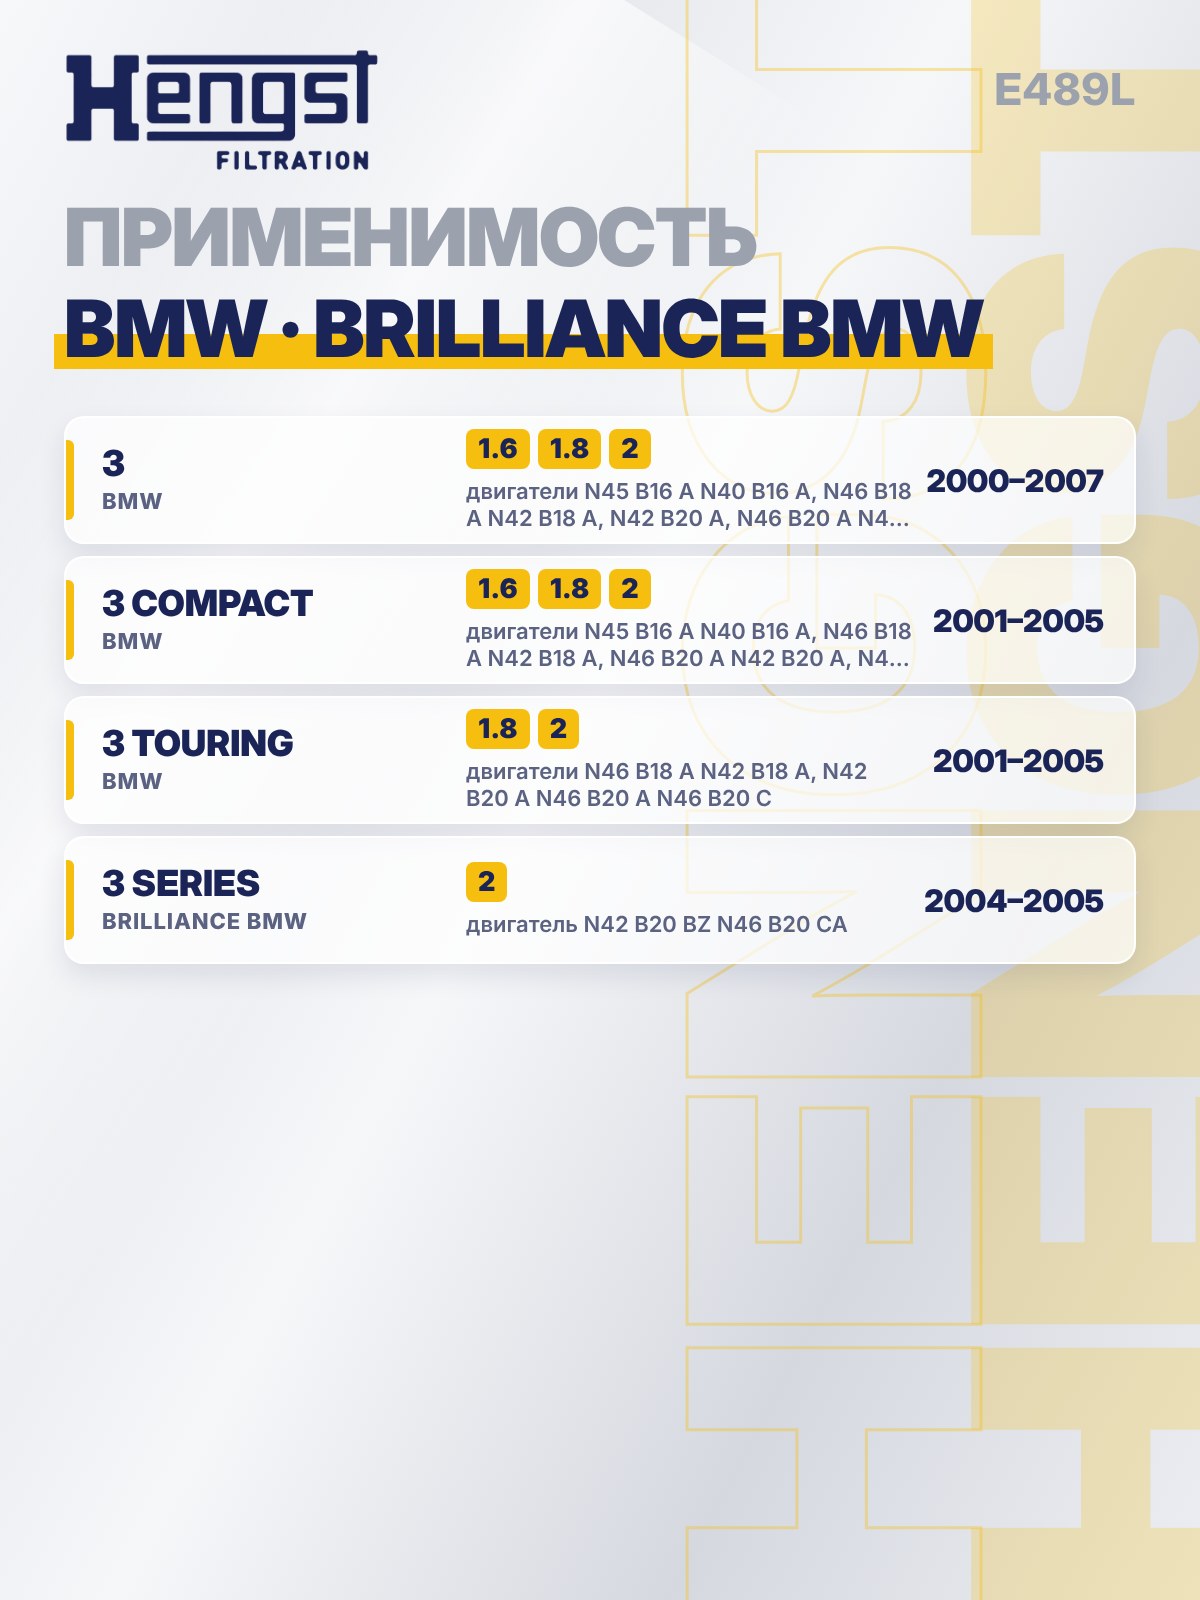 Hengst
FILTRATION
E489L
ПРИМЕНИМОСТЬ
BMW · BRILLIANCE BMW
3
BMW
1.6 1.8 2
двигатели N45 B16 A N40 B16 A, N46 B18
A N42 B18 A, N42 B20 A, N46 B20 A N4...
2000–2007
3 COMPACT
BMW
1.6 1.8 2
двигатели N45 B16 A N40 B16 A, N46 B18
A N42 B18 A, N46 B20 A N42 B20 A, N4...
2001–2005
3 TOURING
BMW
1.8 2
двигатели N46 B18 A N42 B18 A, N42
B20 A N46 B20 A N46 B20 C
2001–2005
3 SERIES
BRILLIANCE BMW
2
двигатель N42 B20 BZ N46 B20 CA
2004–2005
HENGST
HENGST